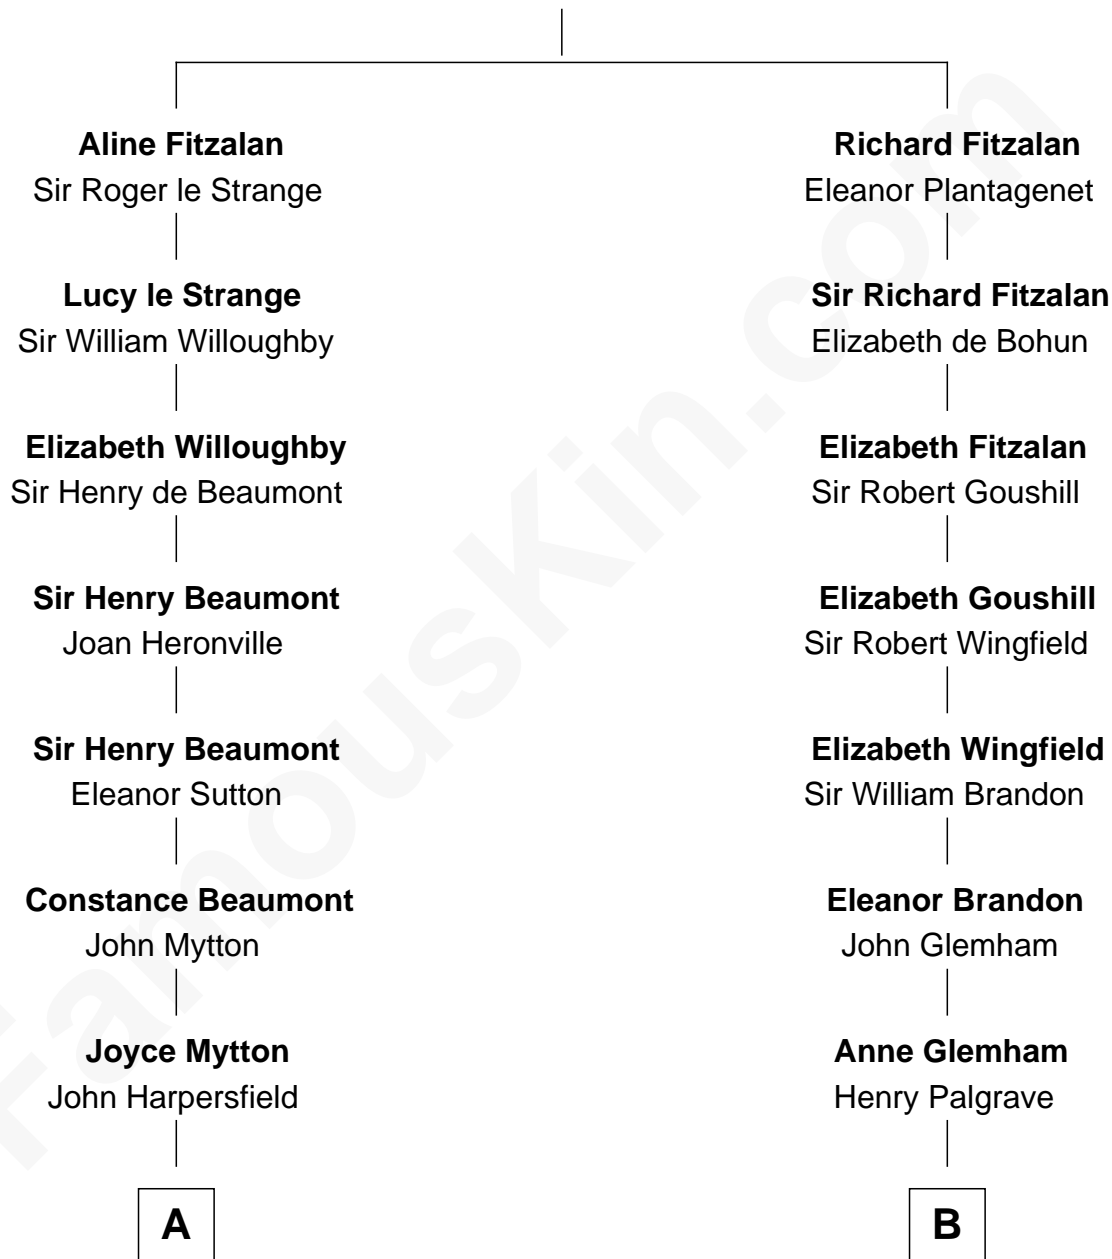 Aline Fitzalan
Sir Roger le Strange
Lucy le Strange
Sir William Willoughby
Elizabeth Willoughby
Sir Henry de Beaumont
Sir Henry Beaumont
Joan Heronville
Sir Henry Beaumont
Eleanor Sutton
Constance Beaumont
John Mytton
Joyce Mytton
John Harpersfield
A
Richard Fitzalan
Eleanor Plantagenet
Sir Richard Fitzalan
Elizabeth de Bohun
Elizabeth Fitzalan
Sir Robert Goushill
Elizabeth Goushill
Sir Robert Wingfield
Elizabeth Wingfield
Sir William Brandon
Eleanor Brandon
John Glemham
Anne Glemham
Henry Palgrave
B
FamousKin.com